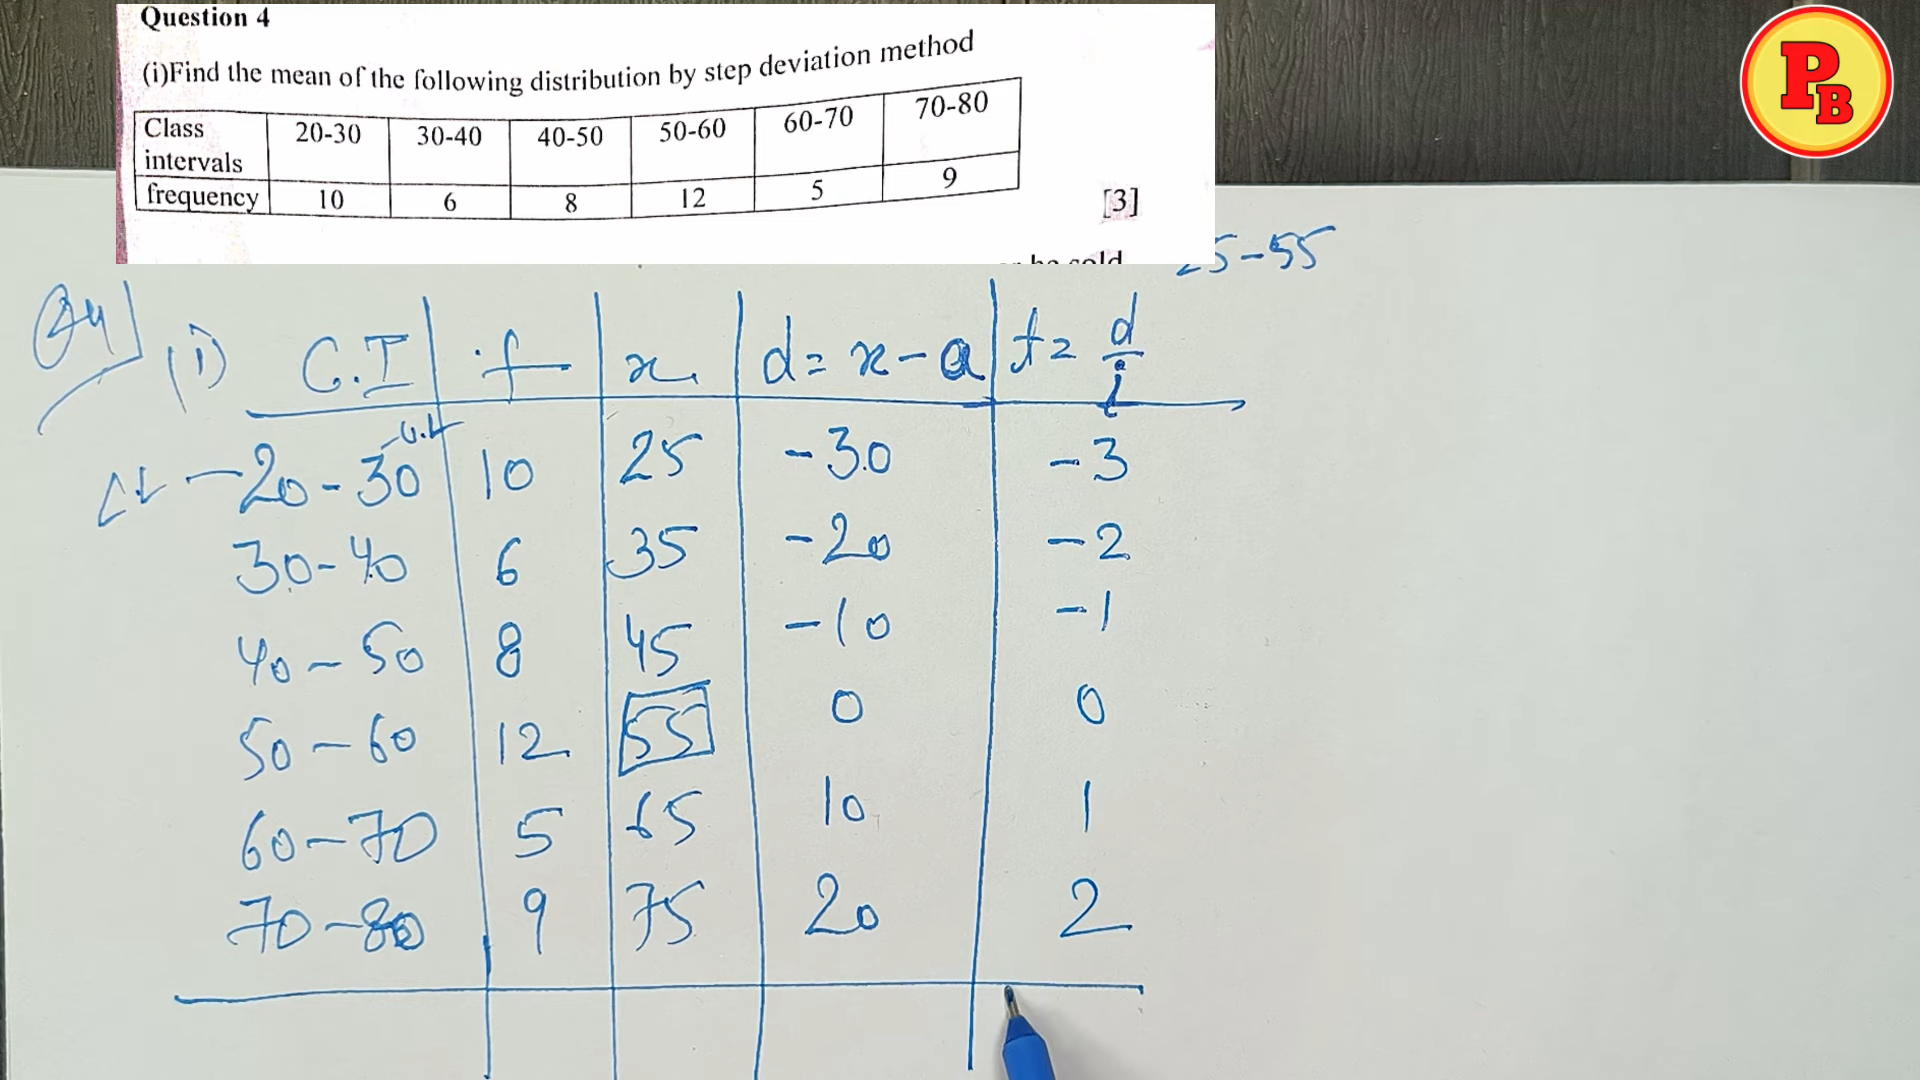 Question 4
(i)Find the mean of the following distribution by step deviation method
Class intervals 20-30 30-40 40-50 50-60 60-70 70-80
frequency 10 6 8 12 5 9
[3]
be sold
PB
25-55
Q4 (i) C.I f x d = x - a t = d/i
LL - 20 - 30 - U.L 10 25 -30 -3
30-40 6 35 -20 -2
40-50 8 45 -10 -1
50-60 12 55 0 0
60-70 5 65 10 1
70-80 9 75 20 2